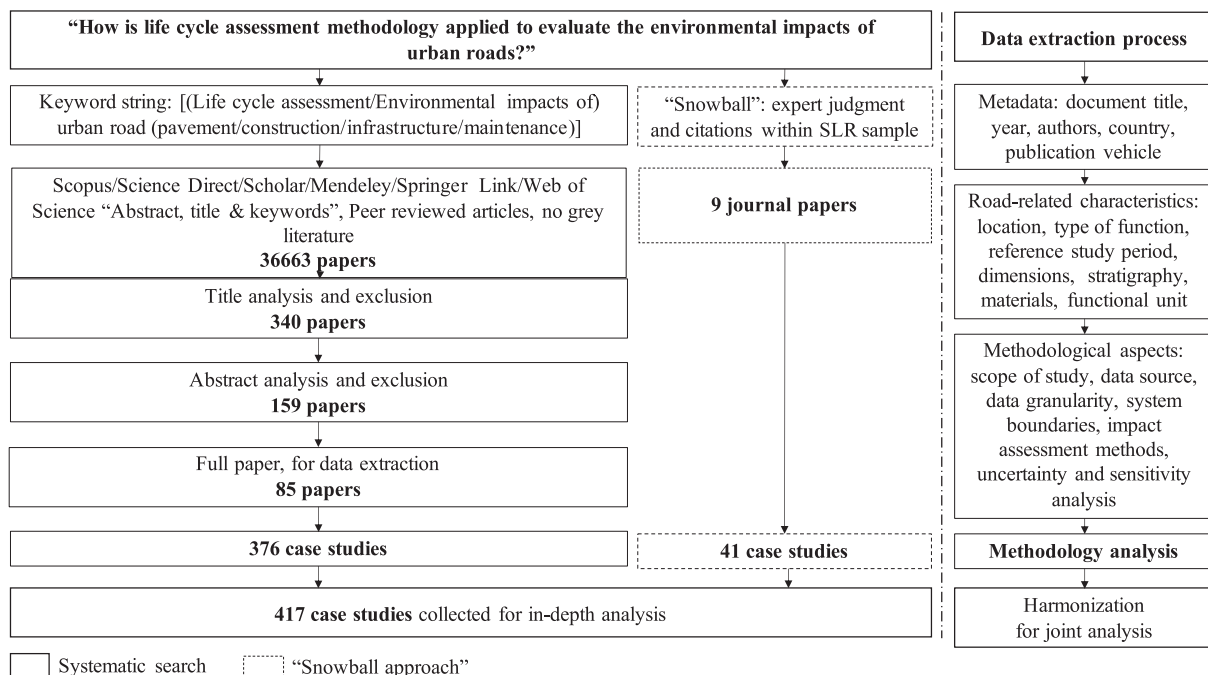 “How is life cycle assessment methodology applied to evaluate the environmental impacts of
urban roads?”
Keyword string: [(Life cycle assessment/Environmental impacts of)
urban road (pavement/construction/infrastructure/maintenance)]
“Snowball”: expert judgment
and citations within SLR sample
Scopus/Science Direct/Scholar/Mendeley/Springer Link/Web of
Science “Abstract, title & keywords”, Peer reviewed articles, no grey
literature
36663 papers
9 journal papers
Title analysis and exclusion
340 papers
Abstract analysis and exclusion
159 papers
Full paper, for data extraction
85 papers
376 case studies
41 case studies
417 case studies collected for in-depth analysis
Systematic search
“Snowball approach”
Data extraction process
Metadata: document title,
year, authors, country,
publication vehicle
Road-related characteristics:
location, type of function,
reference study period,
dimensions, stratigraphy,
materials, functional unit
Methodological aspects:
scope of study, data source,
data granularity, system
boundaries, impact
assessment methods,
uncertainty and sensitivity
analysis
Methodology analysis
Harmonization
for joint analysis